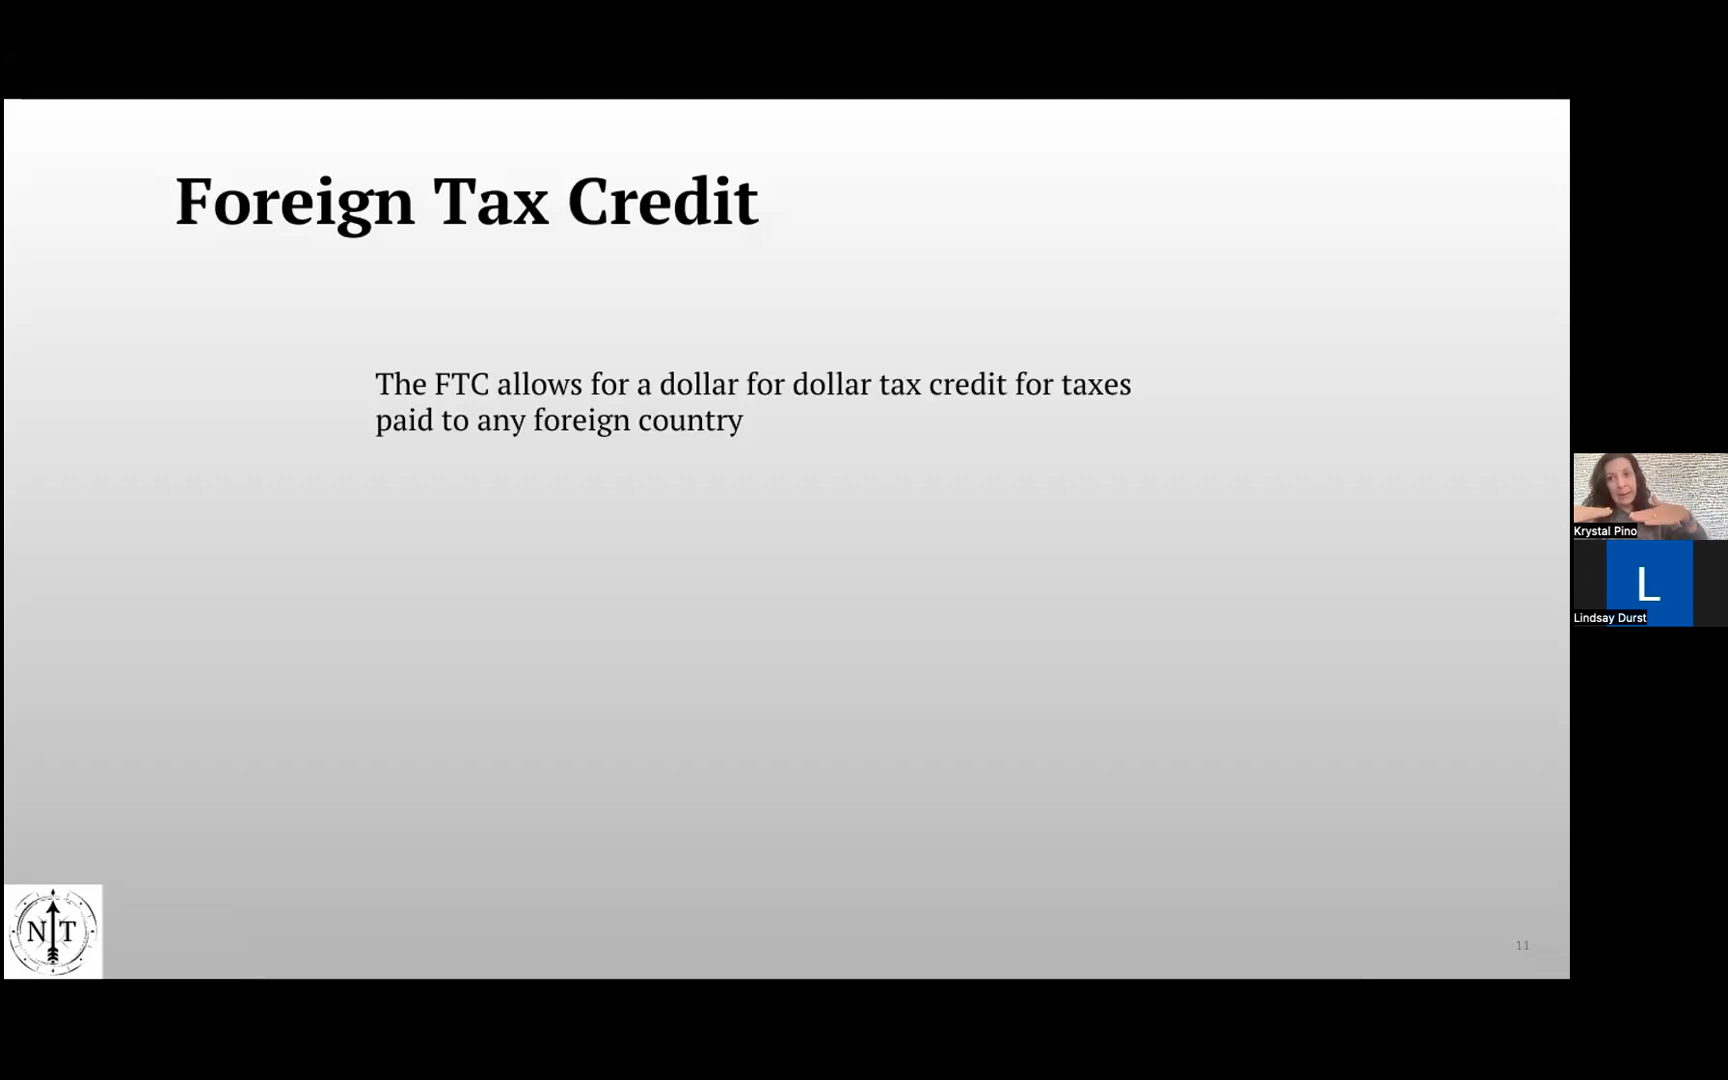 Foreign Tax Credit
The FTC allows for a dollar for dollar tax credit for taxes
paid to any foreign country
Krystal Pino
L
Lindsay Durst
N T
11